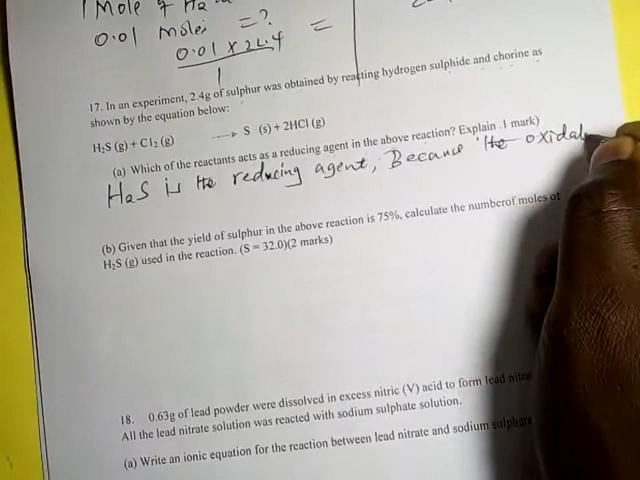 1 Mole of H2
0.01 moles =?
0.01 x 22.4 =
1
17. In an experiment, 2.4g of sulphur was obtained by reacting hydrogen sulphide and chorine as
shown by the equation below:
H₂S (g) + Cl₂ (g) → S (s) + 2HCl (g)
(a) Which of the reactants acts as a reducing agent in the above reaction? Explain .1 mark)
H2S is the reducing agent, Because the oxidat
(b) Given that the yield of sulphur in the above reaction is 75%, calculate the numberof moles of
H₂S (g) used in the reaction. (S = 32.0)(2 marks)
18. 0.63g of lead powder were dissolved in excess nitric (V) acid to form lead nitra
All the lead nitrate solution was reacted with sodium sulphate solution.
(a) Write an ionic equation for the reaction between lead nitrate and sodium sulphate